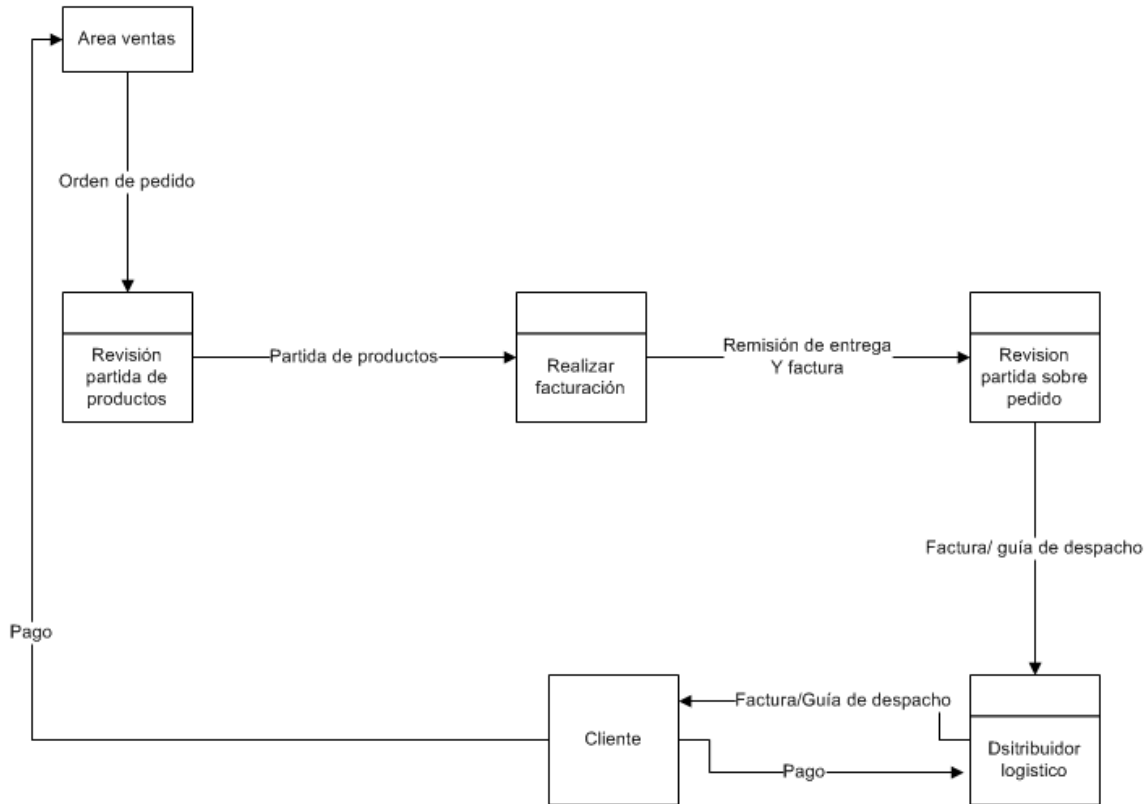 Area ventas
Orden de pedido
Revisión
partida de
productos
Partida de productos
Realizar
facturación
Remisión de entrega
Y factura
Revision
partida sobre
pedido
Factura/ guía de despacho
Pago
Cliente
Factura/Guía de despacho
Pago
Dsitribuidor
logistico